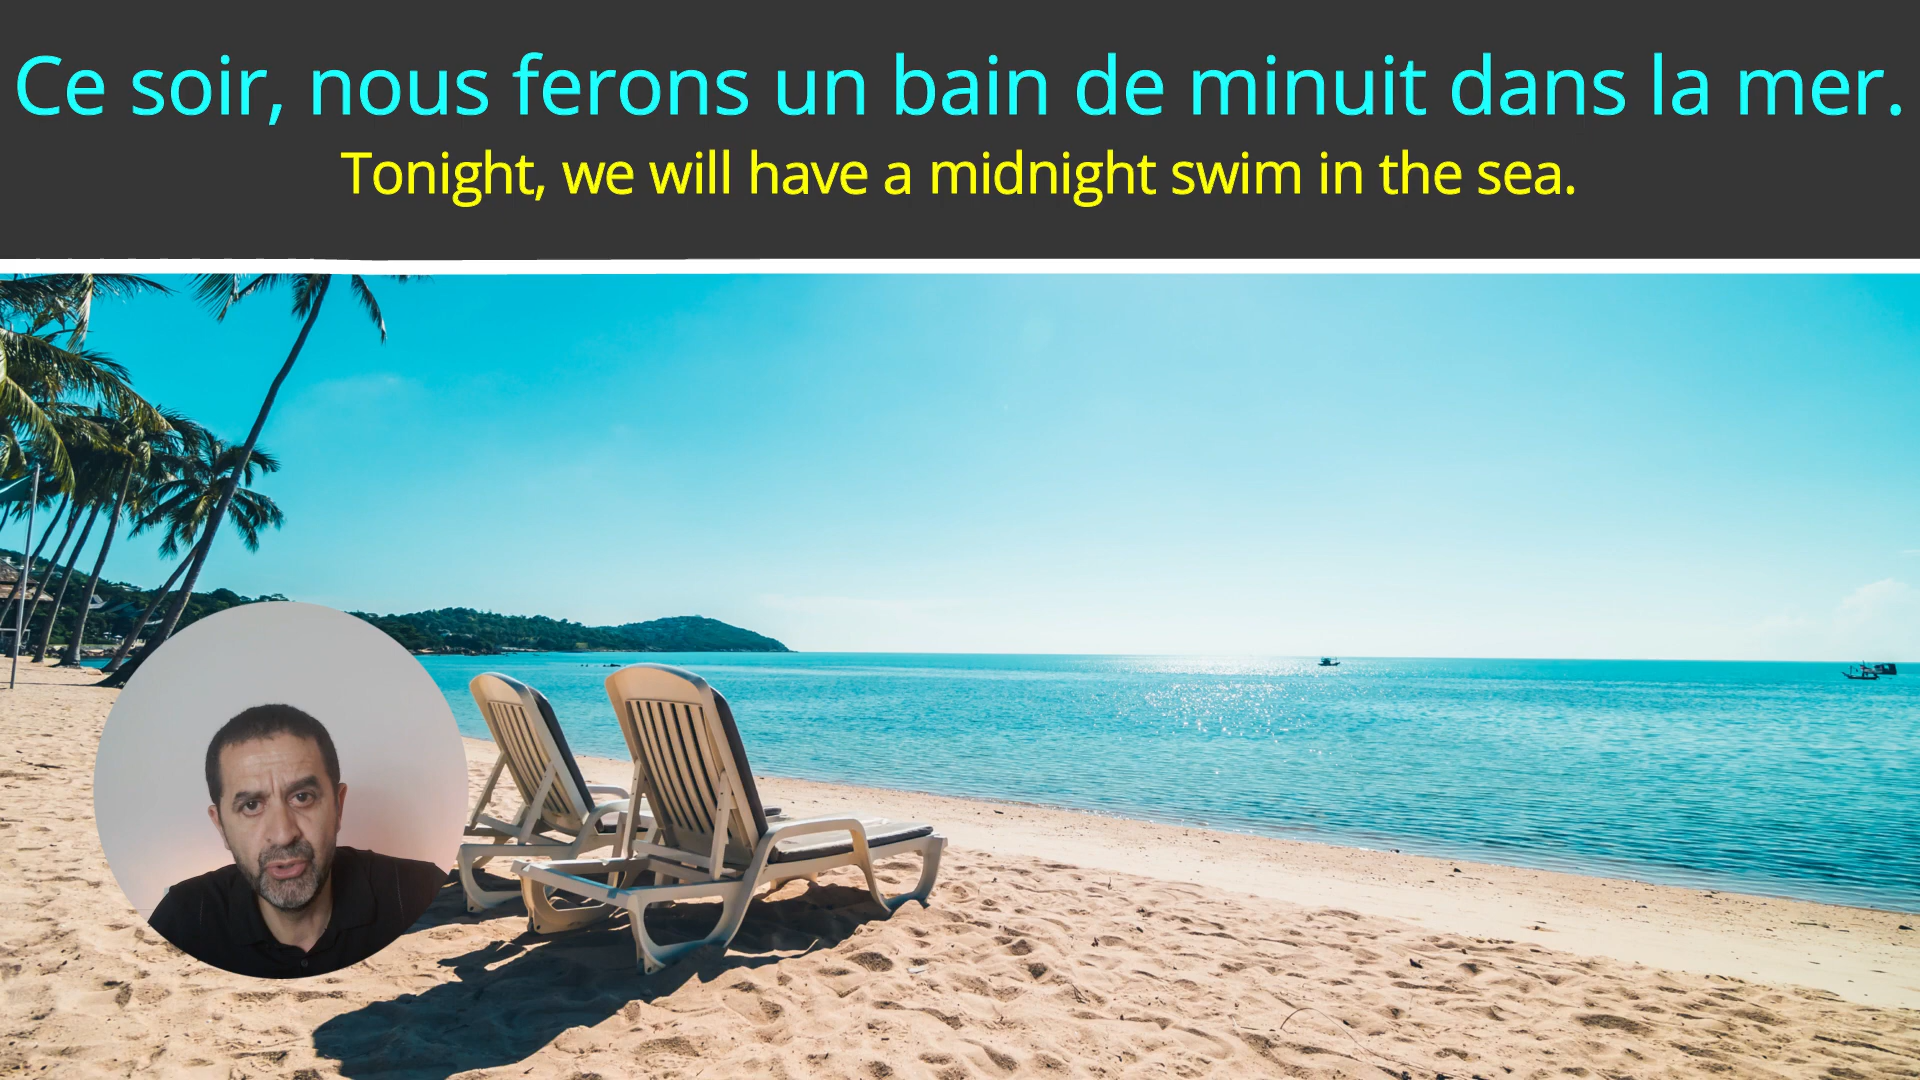 Ce soir, nous ferons un bain de minuit dans la mer.
Tonight, we will have a midnight swim in the sea.